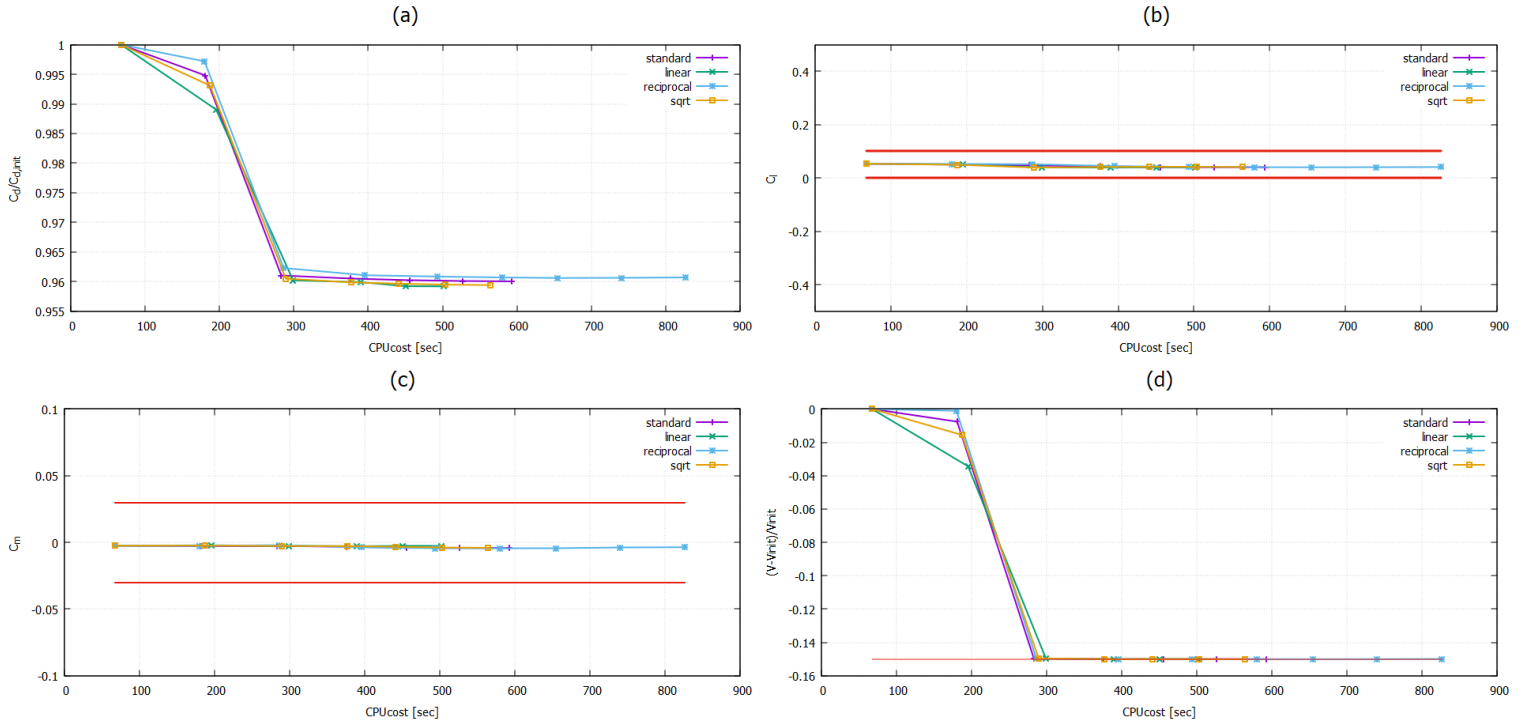 (a)
1
0.995
0.99
0.985
0.98
0.975
0.97
0.965
0.96
0.955
C_d/C_d,init
0 100 200 300 400 500 600 700 800 900
CPUcost [sec]
standard
linear
reciprocal
sqrt
(b)
0.4
0.2
0
-0.2
-0.4
C_l
0 100 200 300 400 500 600 700 800 900
CPUcost [sec]
standard
linear
reciprocal
sqrt
(c)
0.1
0.05
0
-0.05
-0.1
C_m
0 100 200 300 400 500 600 700 800 900
CPUcost [sec]
standard
linear
reciprocal
sqrt
(d)
0
-0.02
-0.04
-0.06
-0.08
-0.1
-0.12
-0.14
-0.16
(V-Vinit)/Vinit
0 100 200 300 400 500 600 700 800 900
CPUcost [sec]
standard
linear
reciprocal
sqrt